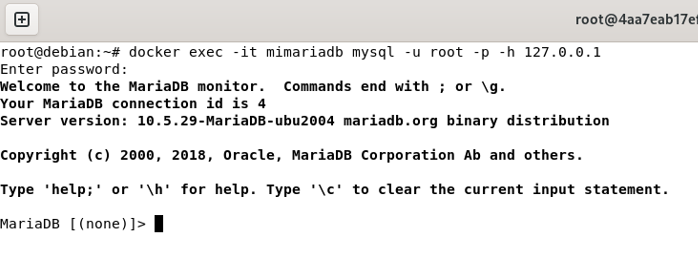 root@4aa7eab17ef
root@debian:~# docker exec -it mimariadb mysql -u root -p -h 127.0.0.1
Enter password:
Welcome to the MariaDB monitor.  Commands end with ; or \g.
Your MariaDB connection id is 4
Server version: 10.5.29-MariaDB-ubu2004 mariadb.org binary distribution
Copyright (c) 2000, 2018, Oracle, MariaDB Corporation Ab and others.
Type 'help;' or '\h' for help. Type '\c' to clear the current input statement.
MariaDB [(none)]>